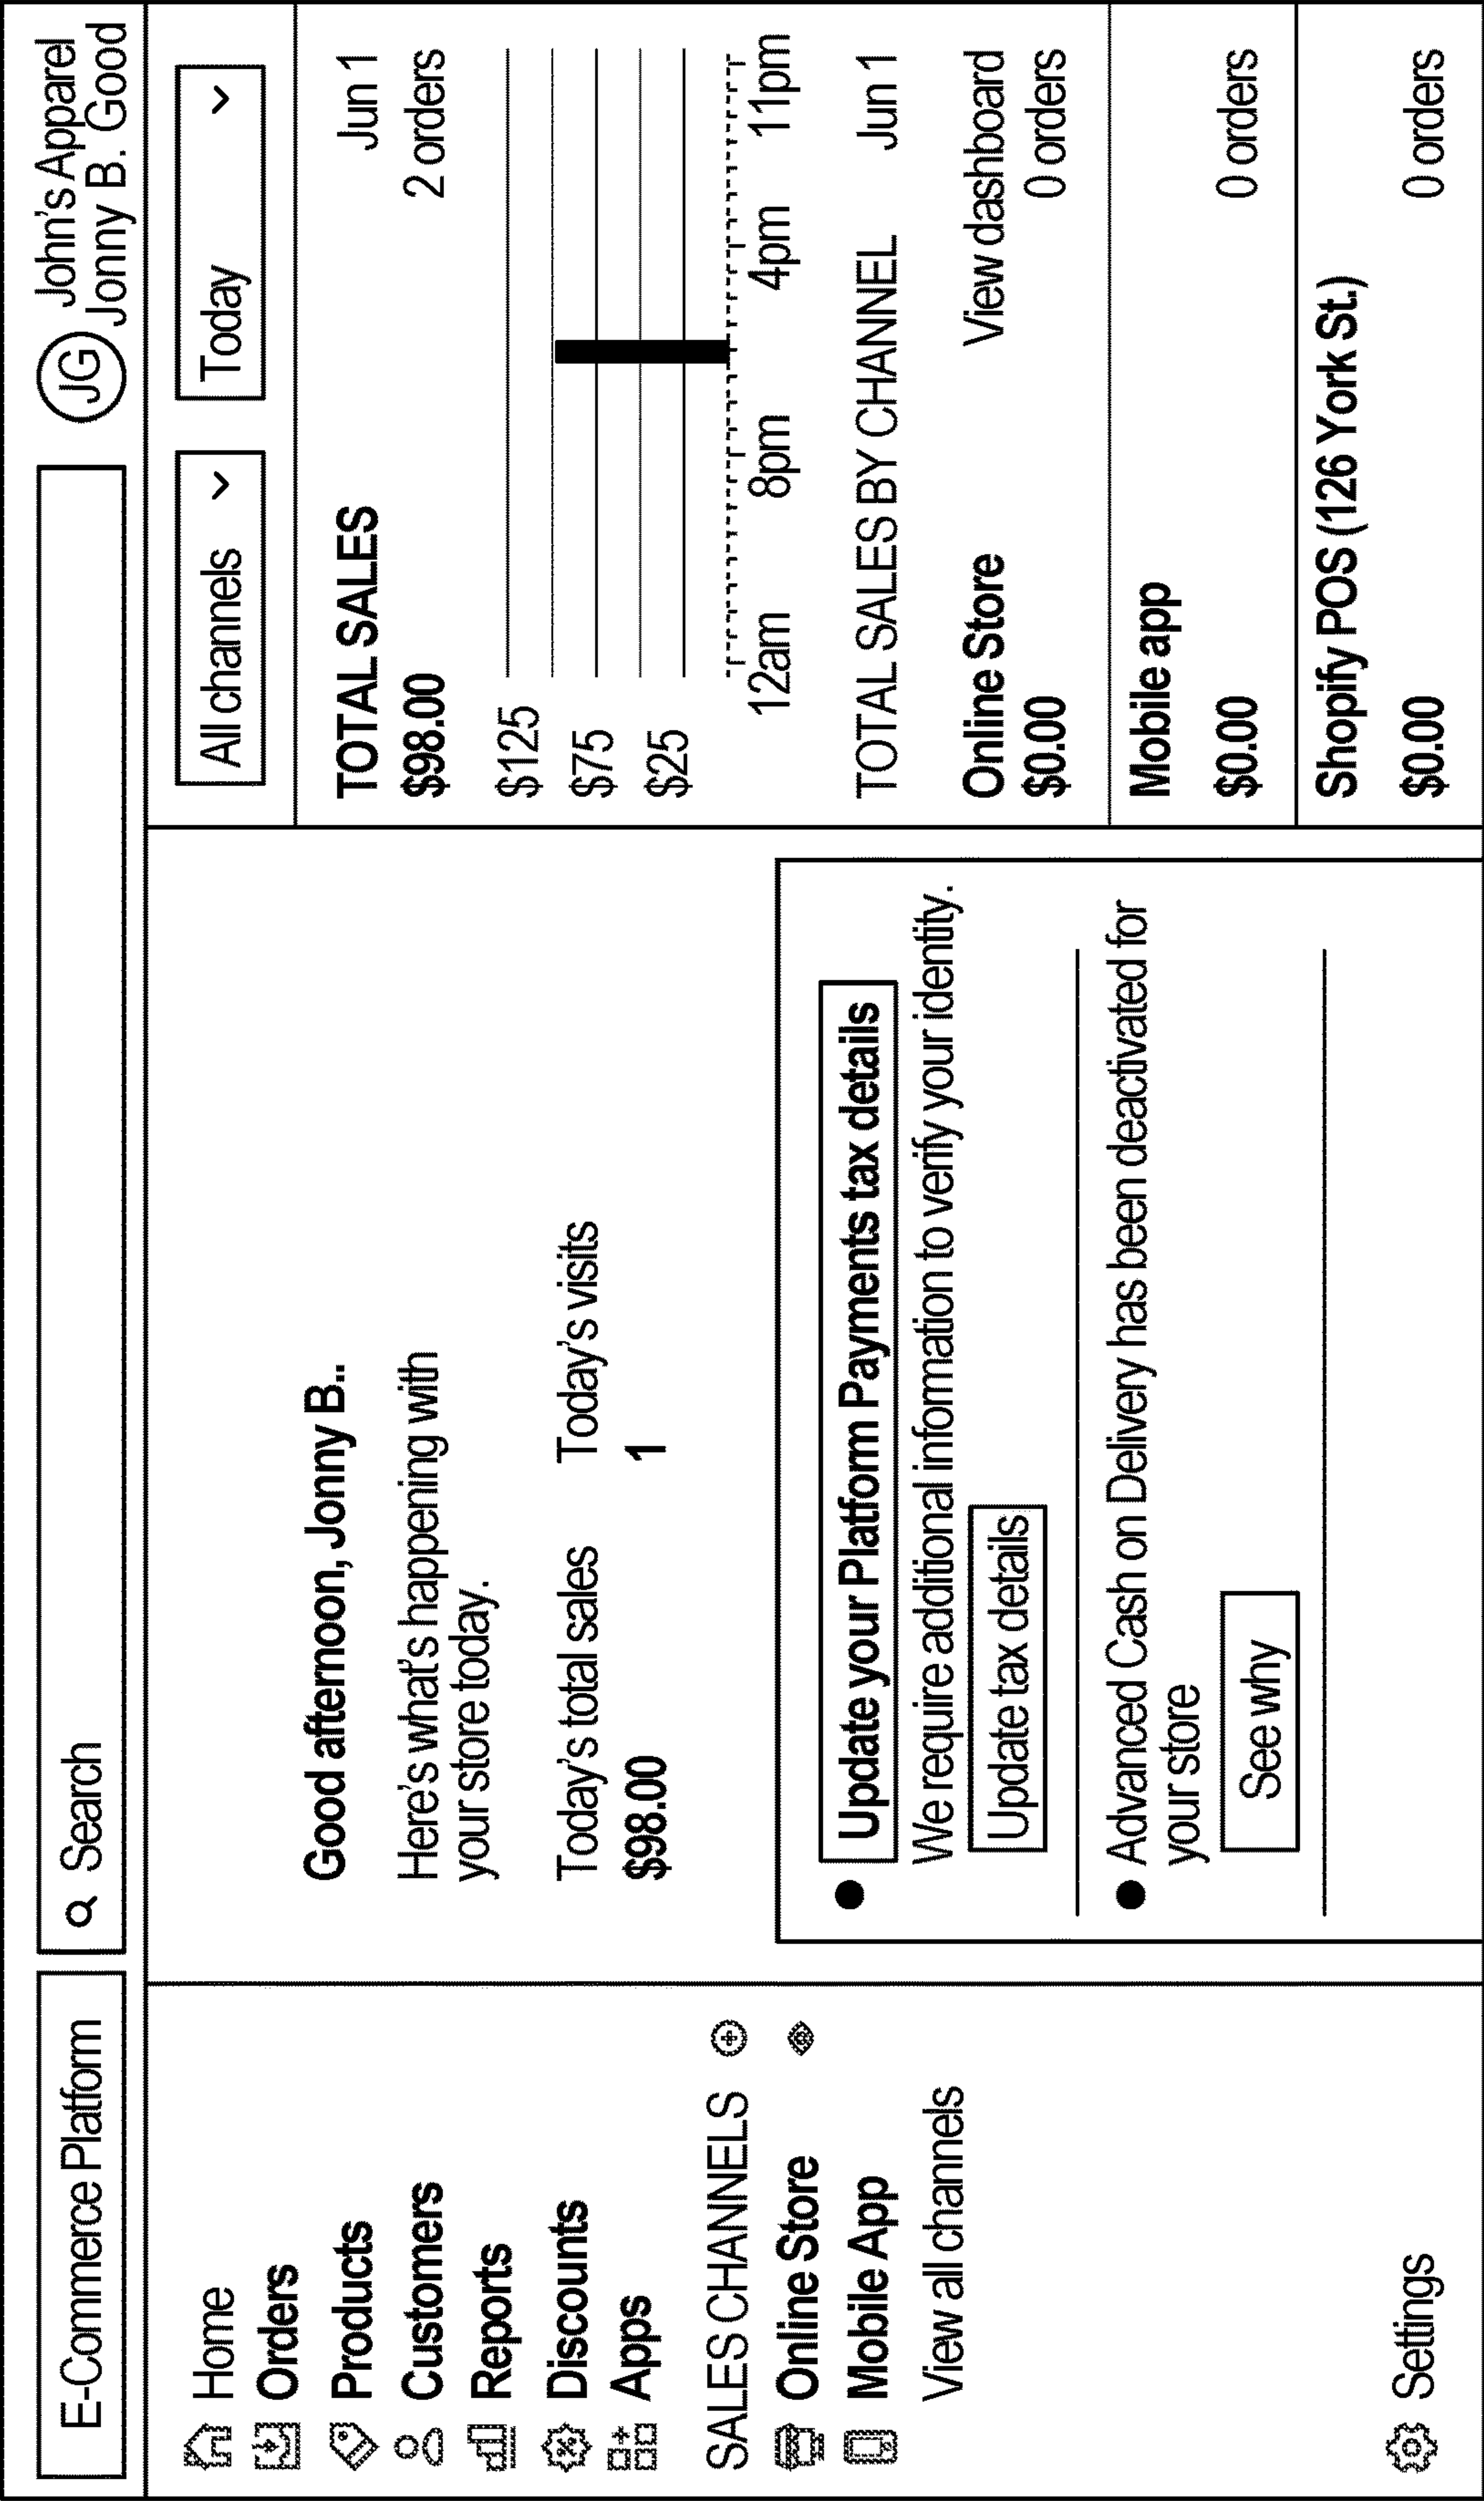 E-Commerce Platform
Search
JG
John's Apparel
Jonny B. Good
Home
Orders
Products
Customers
Reports
Discounts
Apps
SALES CHANNELS
Online Store
Mobile App
View all channels
Settings
Good afternoon, Jonny B..
Here's what's happening with
your store today.
Today's total sales Today's visits
$98.00 1
Update your Platform Payments tax details
We require additional information to verify your identity.
Update tax details
Advanced Cash on Delivery has been deactivated for
your store
See why
All channels Today
TOTAL SALES Jun 1
$98.00 2 orders
$125
$75
$25
12am 8pm 4pm 11pm
TOTAL SALES BY CHANNEL Jun 1
Online Store View dashboard
$0.00 0 orders
Mobile app
$0.00 0 orders
Shopify POS (126 York St.)
$0.00 0 orders